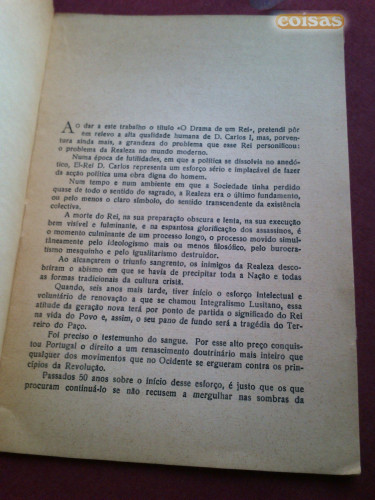 coisas
Ao dar a este trabalho o título «O Drama de um Rei», pretendi pôr
em relevo a alta qualidade humana de D. Carlos I, mas, porven-
tura ainda mais, a grandeza do problema que esse Rei personificou:
o problema da Realeza no mundo moderno.
Numa época de futilidades, em que a política se dissolvia no anedó-
tico, El-Rei D. Carlos representa um esforço sério e implacável de fazer
da acção política uma obra digna do homem.
Num tempo e num ambiente em que a Sociedade tinha perdido
quase de todo o sentido do sagrado, a Realeza era o último fundamento,
ou pelo menos o claro símbolo, do sentido transcendente da existência
colectiva.
A morte do Rei, na sua preparação obscura e lenta, na sua execução
bem visível e fulminante, e na espantosa glorificação dos assassinos, é
o momento culminante de um longo processo, o processo movido simul-
tâneamente pelo ideologismo mais ou menos filosófico, pelo burocra-
tismo mesquinho e pelo igualitarismo destruidor.
Ao alcançarem o triunfo sangrento, os inimigos da Realeza desco-
briram o abismo em que se havia de precipitar toda a Nação e todas
as formas tradicionais da cultura cristã.
Quando, seis anos mais tarde, tiver início o esforço intelectual e
voluntário de renovação a que se chamou Integralismo Lusitano, essa
atitude da geração nova terá por ponto de partida o significado do Rei
na vida do Povo e, assim, o seu pano de fundo será a tragédia do Ter-
reiro do Paço.
Foi preciso o testemunho do sangue. Por esse alto preço conquis-
tou Portugal o direito a um renascimento doutrinário mais inteiro que
qualquer dos movimentos que no Ocidente se ergueram contra os prin-
cípios da Revolução.
Passados 50 anos sobre o início desse esforço, é justo que os que
procuram continuá-lo se não recusem a mergulhar nas sombras da